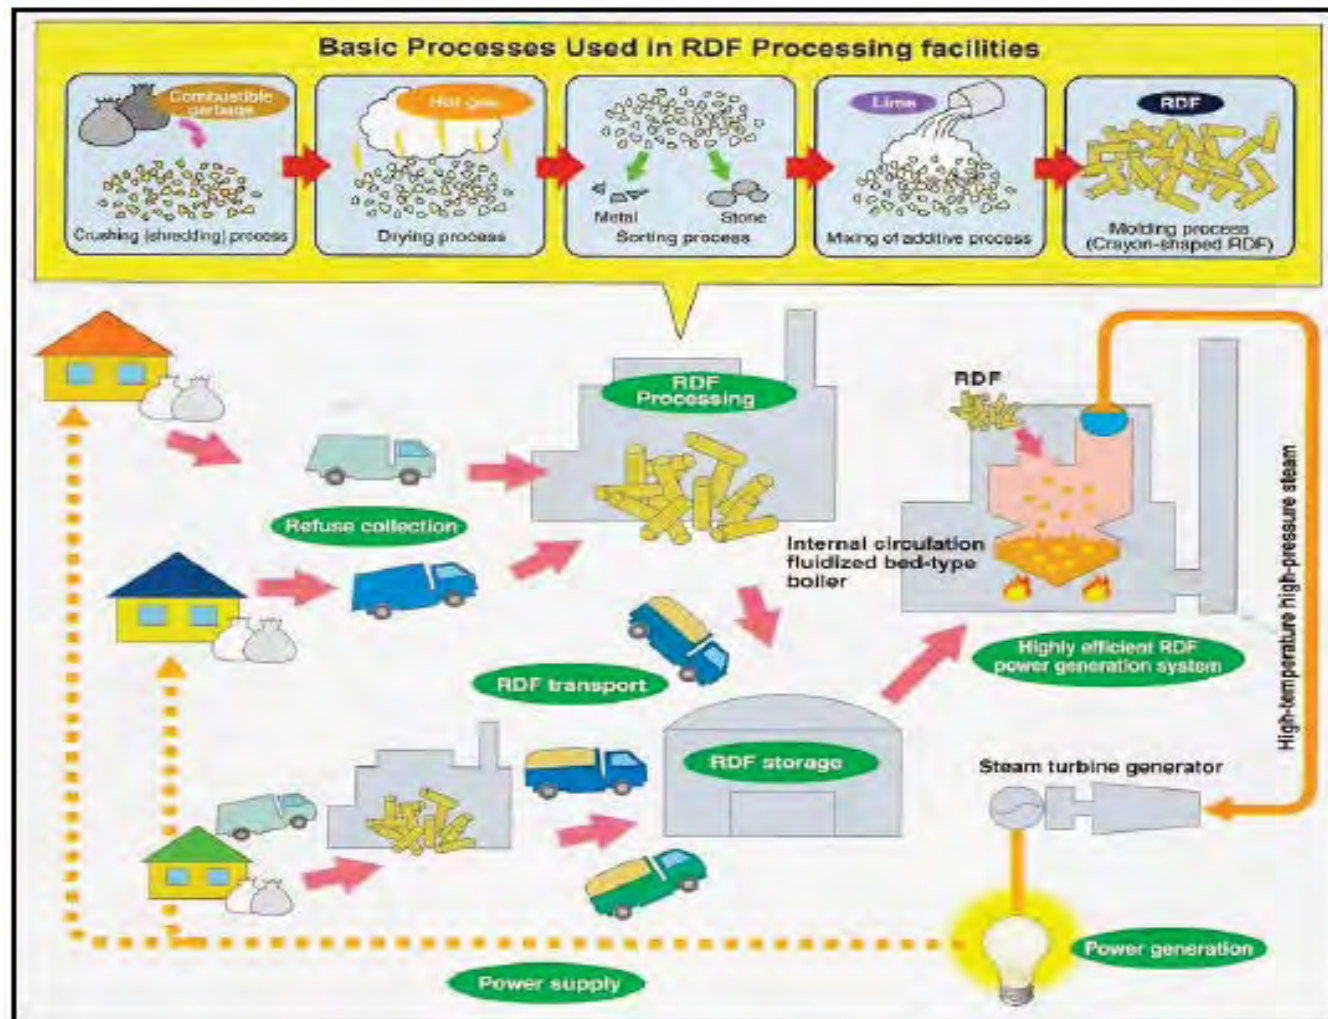 Basic Processes Used in RDF Processing facilities
Combustible
garbage
Crushing (shredding) process
Hot gas
Drying process
Metal
Stone
Sorting process
Lime
Mixing of additive process
RDF
Molding process
(Crayon-shaped RDF)
RDF
Processing
RDF
Refuse collection
Internal circulation
fluidized bed-type
boiler
High-temperature high-pressure steam
Highly efficient RDF
power generation system
RDF transport
RDF storage
Steam turbine generator
Power generation
Power supply